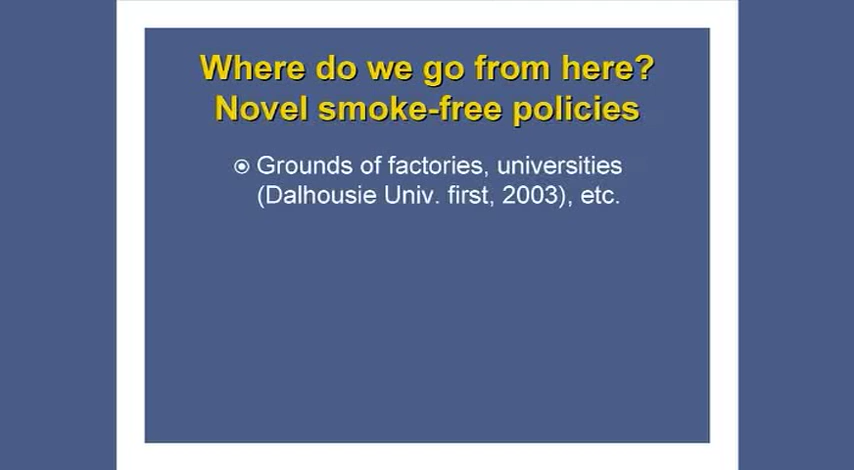 Where do we go from here?
Novel smoke-free policies
Grounds of factories, universities
(Dalhousie Univ. first, 2003), etc.